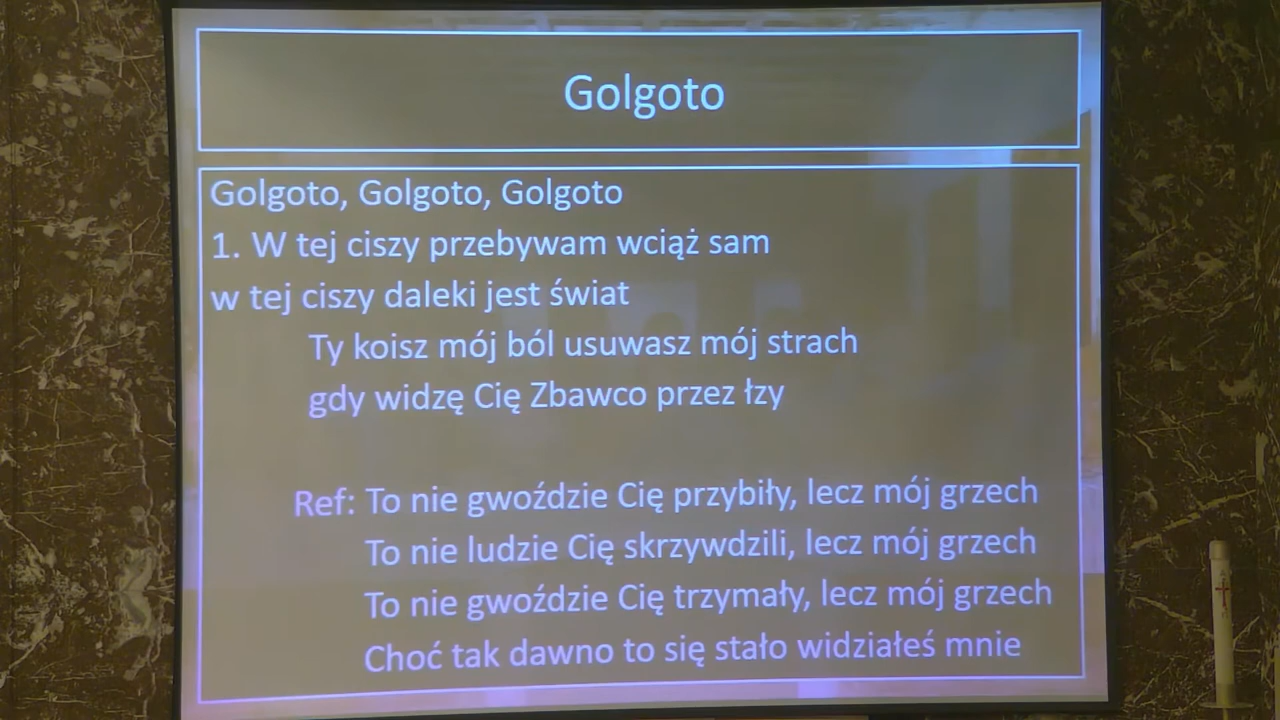 Golgoto
Golgoto, Golgoto, Golgoto
1. W tej ciszy przebywam wciąż sam
w tej ciszy daleki jest świat
Ty koisz mój ból usuwasz mój strach
gdy widzę Cię Zbawco przez łzy
Ref: To nie gwoździe Cię przybiły, lecz mój grzech
To nie ludzie Cię skrzywdzili, lecz mój grzech
To nie gwoździe Cię trzymały, lecz mój grzech
Choć tak dawno to się stało widziałeś mnie